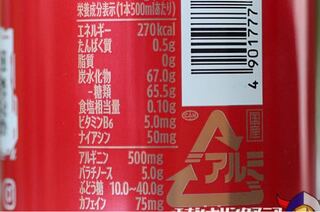 栄養成分表示(1本500ml当たり)
エネルギー 270kcal
たんぱく質 0.5g
脂質 0g
炭水化物 67.0g
-糖類 65.5g
食塩相当量 0.10g
ビタミンB6 5.0mg
ナイアシン 50mg
アルギニン 500mg
パラチノース 5.0g
ぶどう糖 10.0~40.0g
カフェイン 75mg
4 901777
国産
アルミ